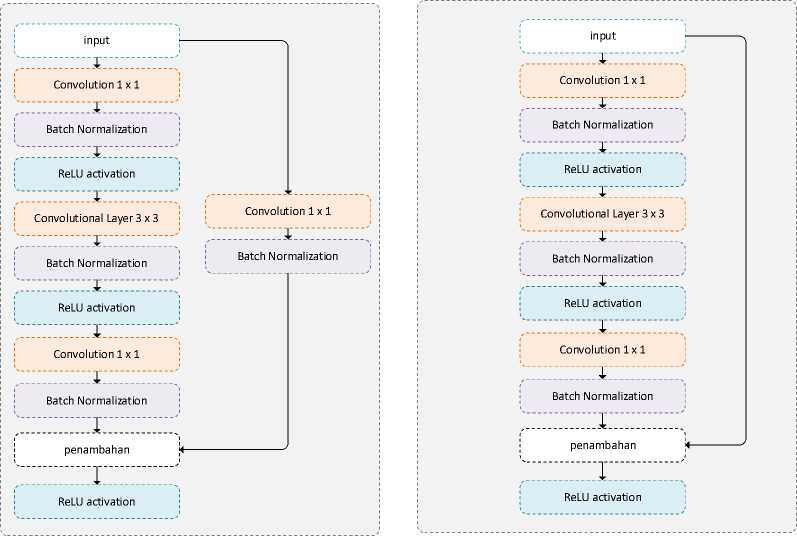 input
Convolution 1 x 1
Batch Normalization
ReLU activation
Convolutional Layer 3 x 3
Batch Normalization
ReLU activation
Convolution 1 x 1
Batch Normalization
penambahan
ReLU activation
Convolution 1 x 1
Batch Normalization
input
Convolution 1 x 1
Batch Normalization
ReLU activation
Convolutional Layer 3 x 3
Batch Normalization
ReLU activation
Convolution 1 x 1
Batch Normalization
penambahan
ReLU activation